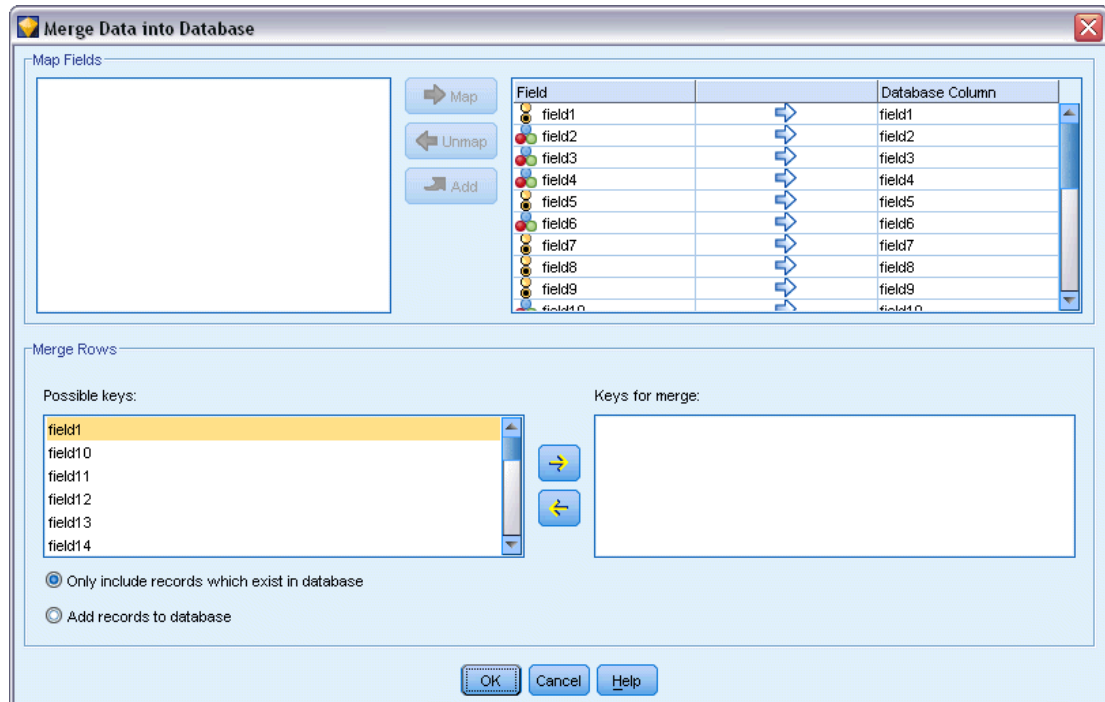 Merge Data into Database
Map Fields
Map
Unmap
Add
Field Database Column
field1 field1
field2 field2
field3 field3
field4 field4
field5 field5
field6 field6
field7 field7
field8 field8
field9 field9
field10 field10
Merge Rows
Possible keys:
field1
field10
field11
field12
field13
field14
Keys for merge:
Only include records which exist in database
Add records to database
OK Cancel Help